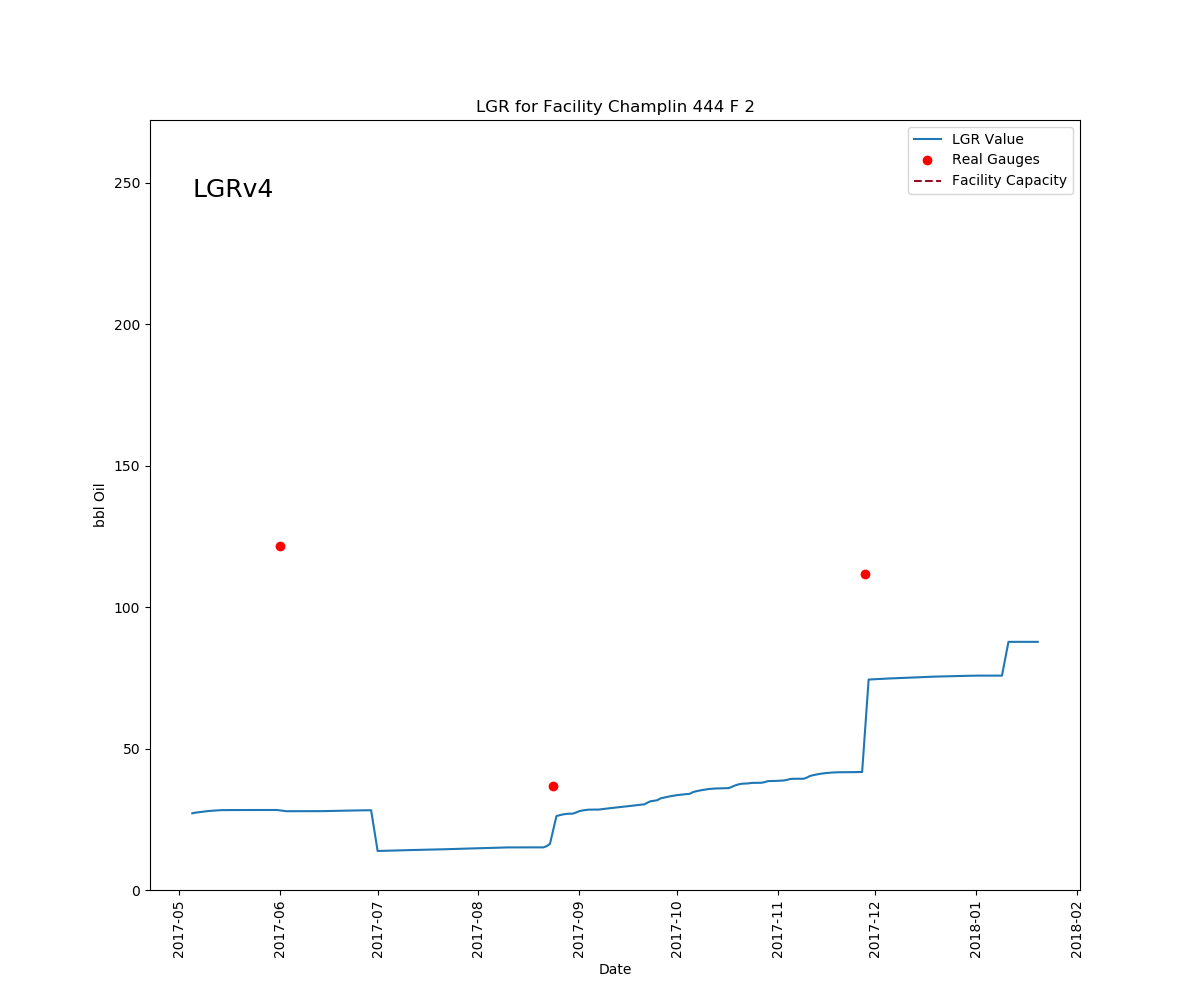 LGR for Facility Champlin 444 F 2
LGRv4
LGR Value
Real Gauges
Facility Capacity
250
200
150
100
50
0
bbl Oil
2017-05
2017-06
2017-07
2017-08
2017-09
2017-10
2017-11
2017-12
2018-01
2018-02
Date